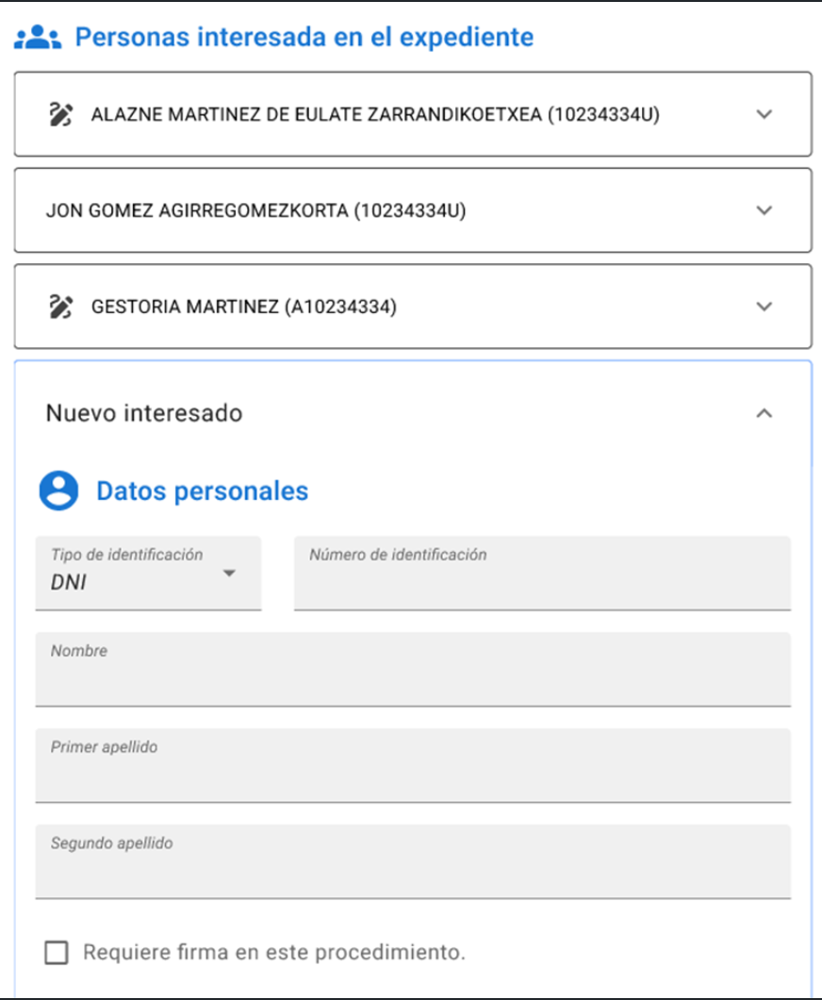 Personas interesada en el expediente
ALAZNE MARTINEZ DE EULATE ZARRANDIKOETXEA (10234334U)
JON GOMEZ AGIRREGOMEZKORTA (10234334U)
GESTORIA MARTINEZ (A10234334)
Nuevo interesado
Datos personales
Tipo de identificación
DNI
Número de identificación
Nombre
Primer apellido
Segundo apellido
Requiere firma en este procedimiento.